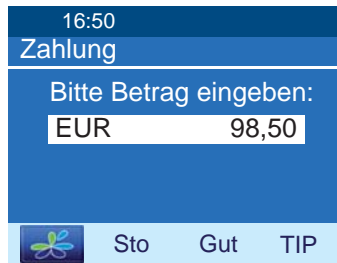 16:50
Zahlung
Bitte Betrag eingeben:
EUR 98,50
Sto Gut TIP